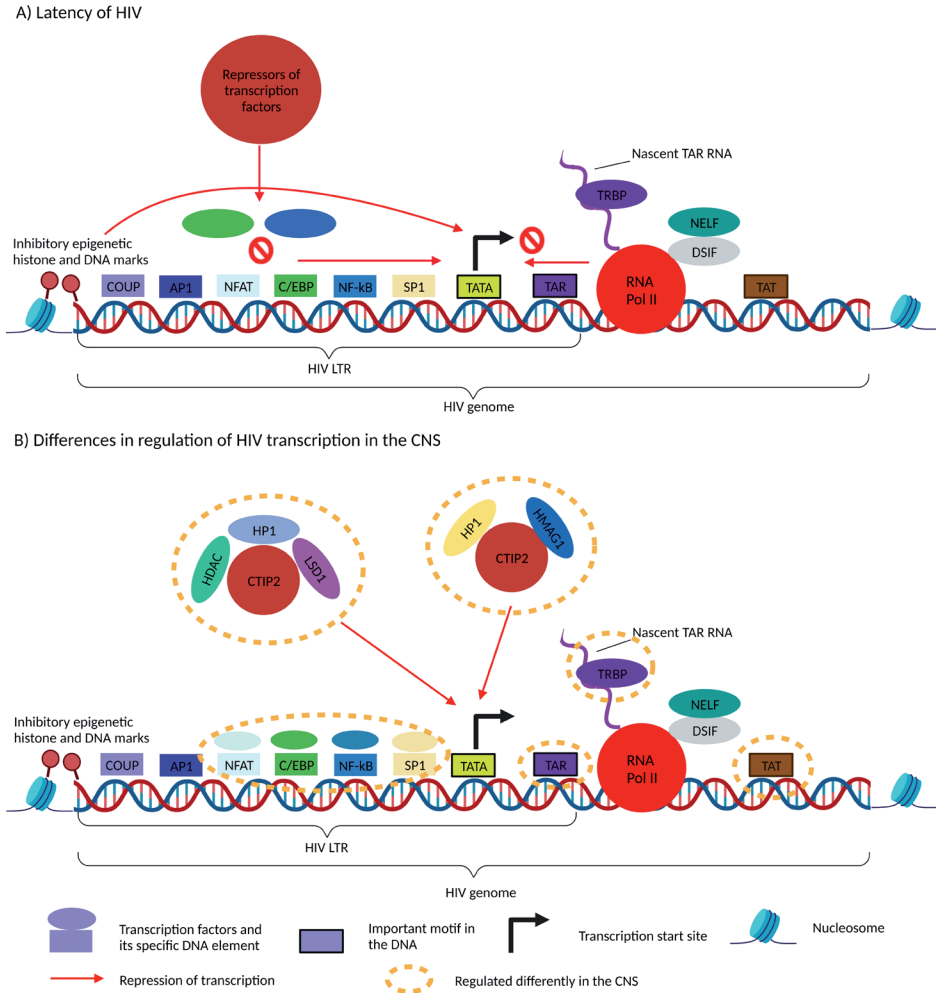 A) Latency of HIV
Repressors of
transcription
factors
Nascent TAR RNA
TRBP
NELF
DSIF
Inhibitory epigenetic
histone and DNA marks
RNA
Pol II
COUP
AP1
NFAT
C/EBP
NF-kB
SP1
TATA
TAR
TAT
HIV LTR
HIV genome
B) Differences in regulation of HIV transcription in the CNS
HP1
HDAC
CTIP2
LSD1
HP1
HMAG1
CTIP2
Nascent TAR RNA
TRBP
NELF
DSIF
Inhibitory epigenetic
histone and DNA marks
RNA
Pol II
COUP
AP1
NFAT
C/EBP
NF-kB
SP1
TATA
TAR
TAT
HIV LTR
HIV genome
Transcription factors and
its specific DNA element
Important motif in
the DNA
Transcription start site
Nucleosome
Repression of transcription
Regulated differently in the CNS